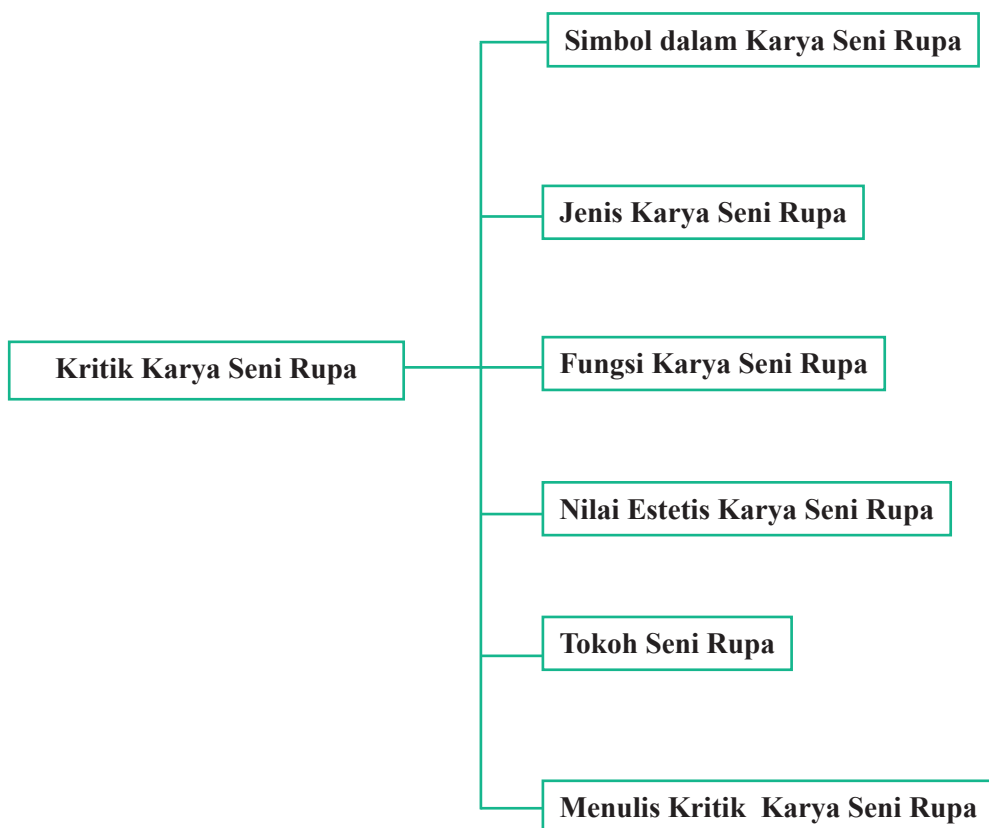 Simbol dalam Karya Seni Rupa
Jenis Karya Seni Rupa
Kritik Karya Seni Rupa
Fungsi Karya Seni Rupa
Nilai Estetis Karya Seni Rupa
Tokoh Seni Rupa
Menulis Kritik Karya Seni Rupa